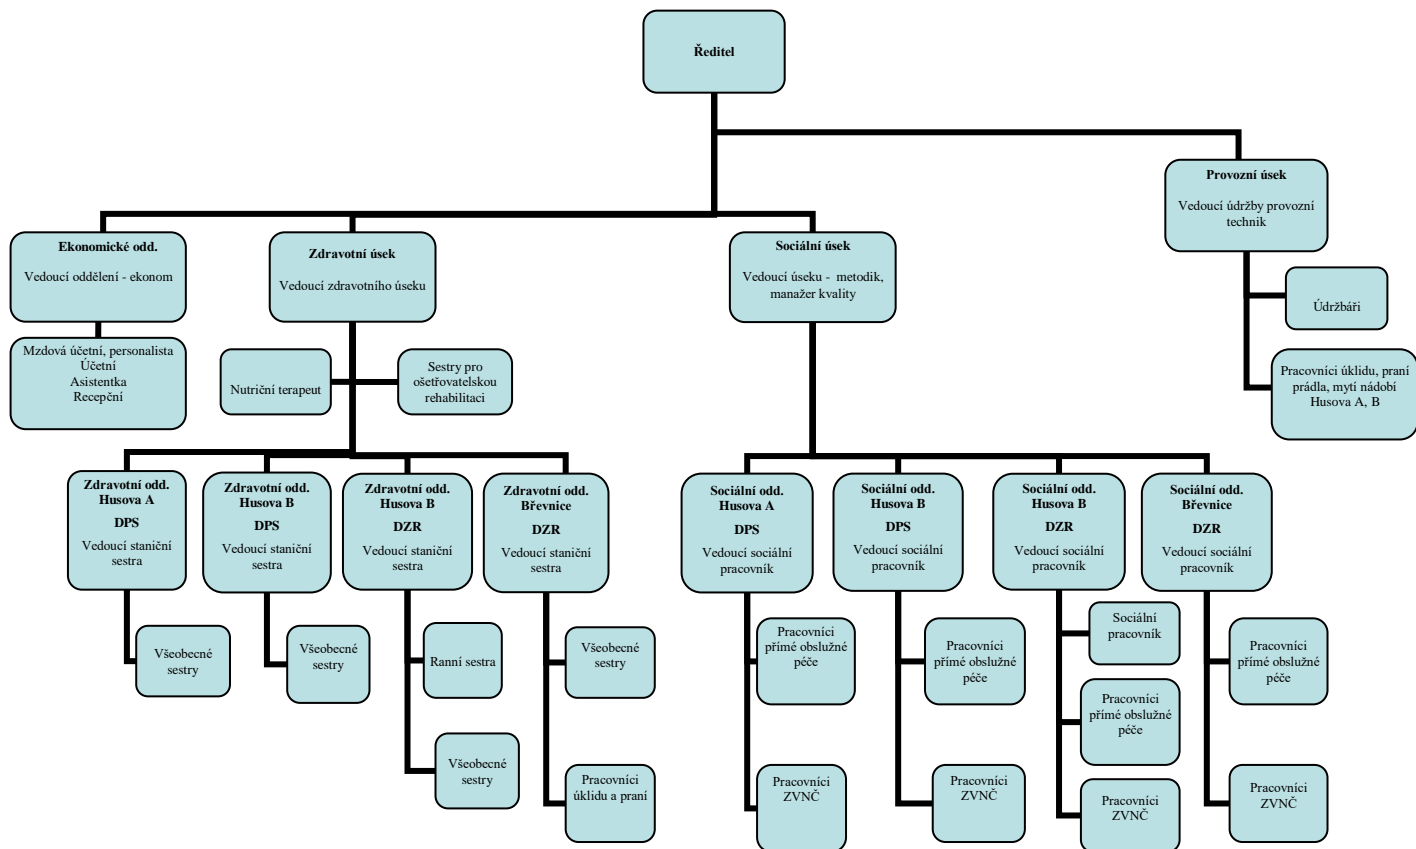 Ředitel
Provozní úsek
Vedoucí údržby provozní
technik
Ekonomické odd.
Vedoucí oddělení - ekonom
Zdravotní úsek
Vedoucí zdravotního úseku
Sociální úsek
Vedoucí úseku - metodik,
manažer kvality
Údržbáři
Mzdová účetní, personalista
Účetní
Asistentka
Recepční
Nutriční terapeut
Sestry pro
ošetřovatelskou
rehabilitaci
Pracovníci úklidu, praní
prádla, mytí nádobí
Husova A, B
Zdravotní odd.
Husova A
DPS
Vedoucí staniční
sestra
Zdravotní odd.
Husova B
DPS
Vedoucí staniční
sestra
Zdravotní odd.
Husova B
DZR
Vedoucí staniční
sestra
Zdravotní odd.
Břevnice
DZR
Vedoucí staniční
sestra
Sociální odd.
Husova A
DPS
Vedoucí sociální
pracovník
Sociální odd.
Husova B
DPS
Vedoucí sociální
pracovník
Sociální odd.
Husova B
DZR
Vedoucí sociální
pracovník
Sociální odd.
Břevnice
DZR
Vedoucí sociální
pracovník
Všeobecné
sestry
Všeobecné
sestry
Ranní sestra
Všeobecné
sestry
Pracovníci
přímé obslužné
péče
Pracovníci
přímé obslužné
péče
Sociální
pracovník
Pracovníci
přímé obslužné
péče
Pracovníci
přímé obslužné
péče
Všeobecné
sestry
Pracovníci
úklidu a praní
Pracovníci
ZVNČ
Pracovníci
ZVNČ
Pracovníci
ZVNČ
Pracovníci
ZVNČ